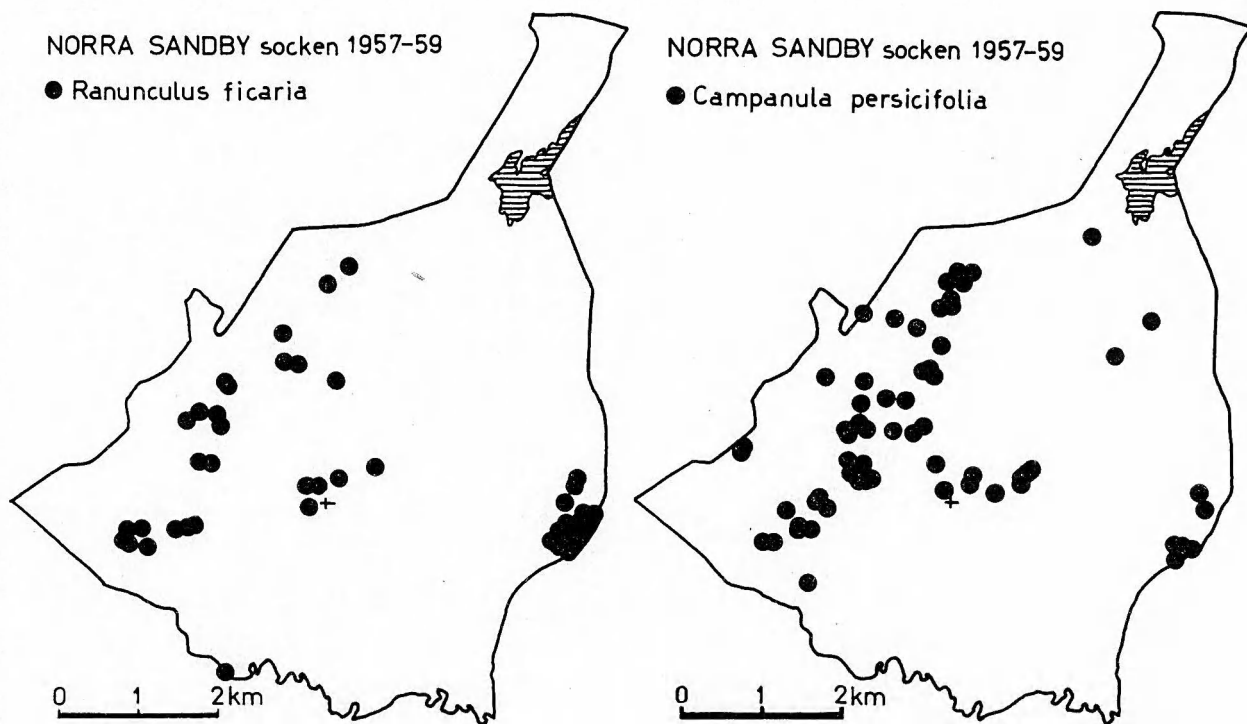 NORRA SANDBY socken 1957-59
Ranunculus ficaria
0 1 2km
NORRA SANDBY socken 1957-59
Campanula persicifolia
0 1 2km